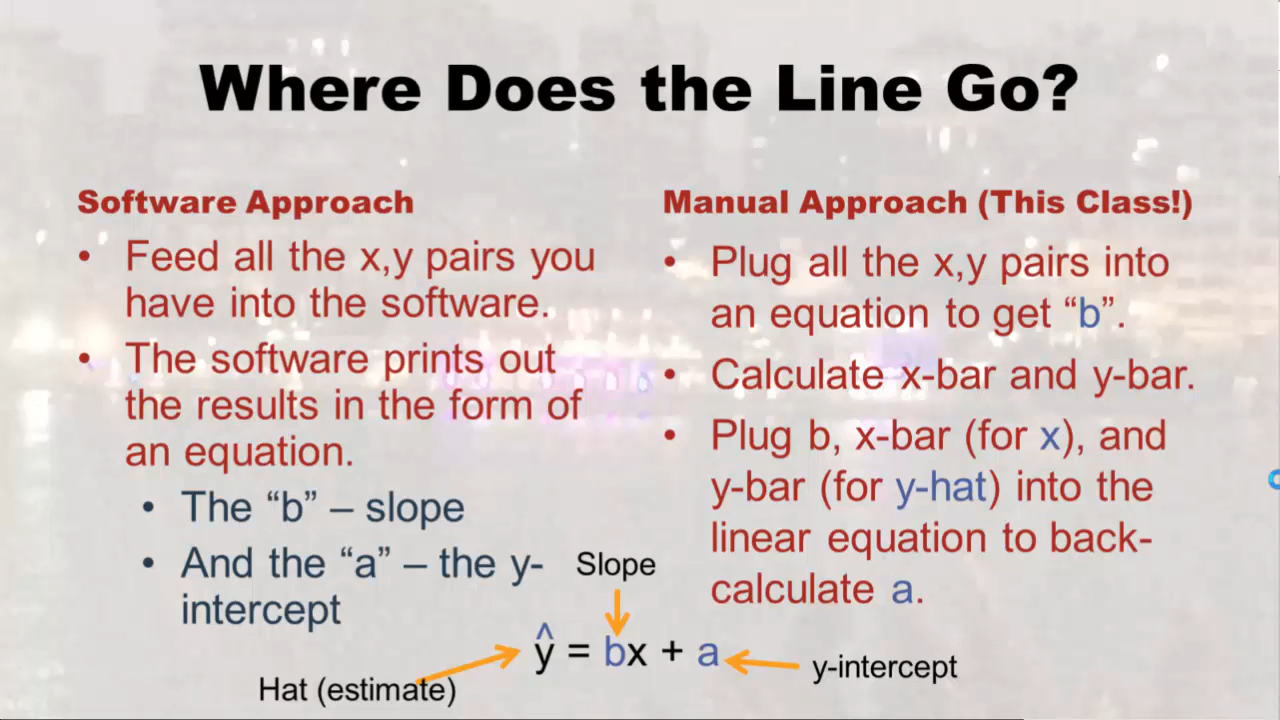 Where Does the Line Go?
Software Approach
• Feed all the x,y pairs you
have into the software.
• The software prints out
the results in the form of
an equation.
• The “b” – slope
• And the “a” – the y-
intercept
Manual Approach (This Class!)
• Plug all the x,y pairs into
an equation to get “b”.
• Calculate x-bar and y-bar.
• Plug b, x-bar (for x), and
y-bar (for y-hat) into the
linear equation to back-
calculate a.
Slope
ŷ = bx + a
Hat (estimate)
y-intercept